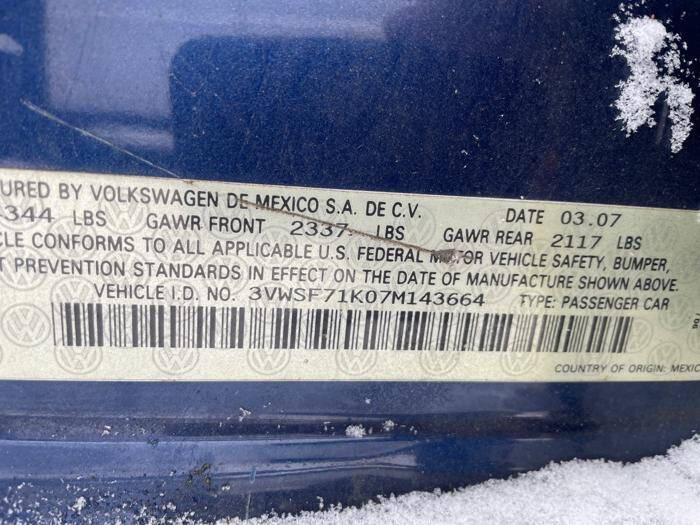 URED BY VOLKSWAGEN DE MEXICO S.A. DE C.V. DATE 03.07
4344 LBS GAWR FRONT 2337 LBS GAWR REAR 2117 LBS
CLE CONFORMS TO ALL APPLICABLE U.S. FEDERAL MOTOR VEHICLE SAFETY, BUMPER,
T PREVENTION STANDARDS IN EFFECT ON THE DATE OF MANUFACTURE SHOWN ABOVE.
VEHICLE I.D. NO. 3VWSF71K07M143664 TYPE: PASSENGER CAR
COUNTRY OF ORIGIN: MEXIC